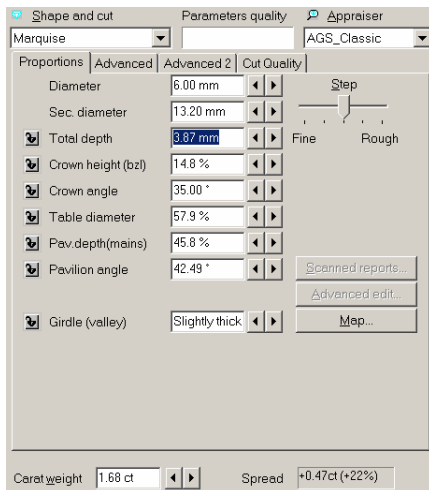 Shape and cut Parameters quality Appraiser
Marquise AGS_Classic
Proportions Advanced Advanced 2 Cut Quality
Diameter 6.00 mm Step
Sec. diameter 13.20 mm
Total depth 3.87 mm Fine Rough
Crown height (bzl) 14.8 %
Crown angle 35.00 °
Table diameter 57.9 %
Pav.depth(mains) 45.8 %
Pavilion angle 42.49 ° Scanned reports...
Advanced edit...
Girdle (valley) Slightly thick Map...
Carat weight 1.68 ct Spread +0.47ct (+22%)